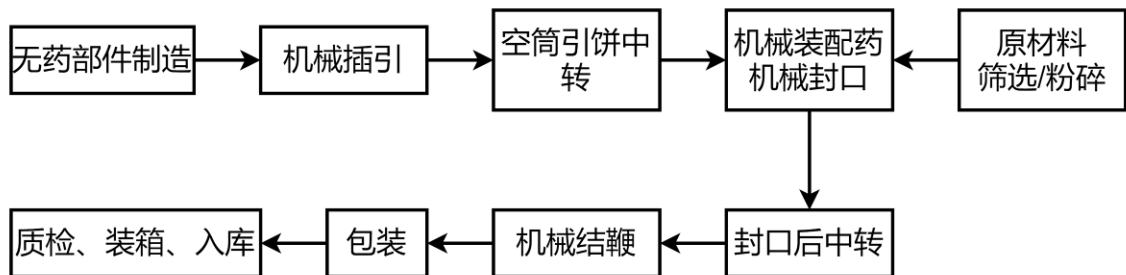 无药部件制造
机械插引
空筒引饼中
转
机械装配药
机械封口
原材料
筛选/粉碎
封口后中转
机械结鞭
包装
质检、装箱、入库